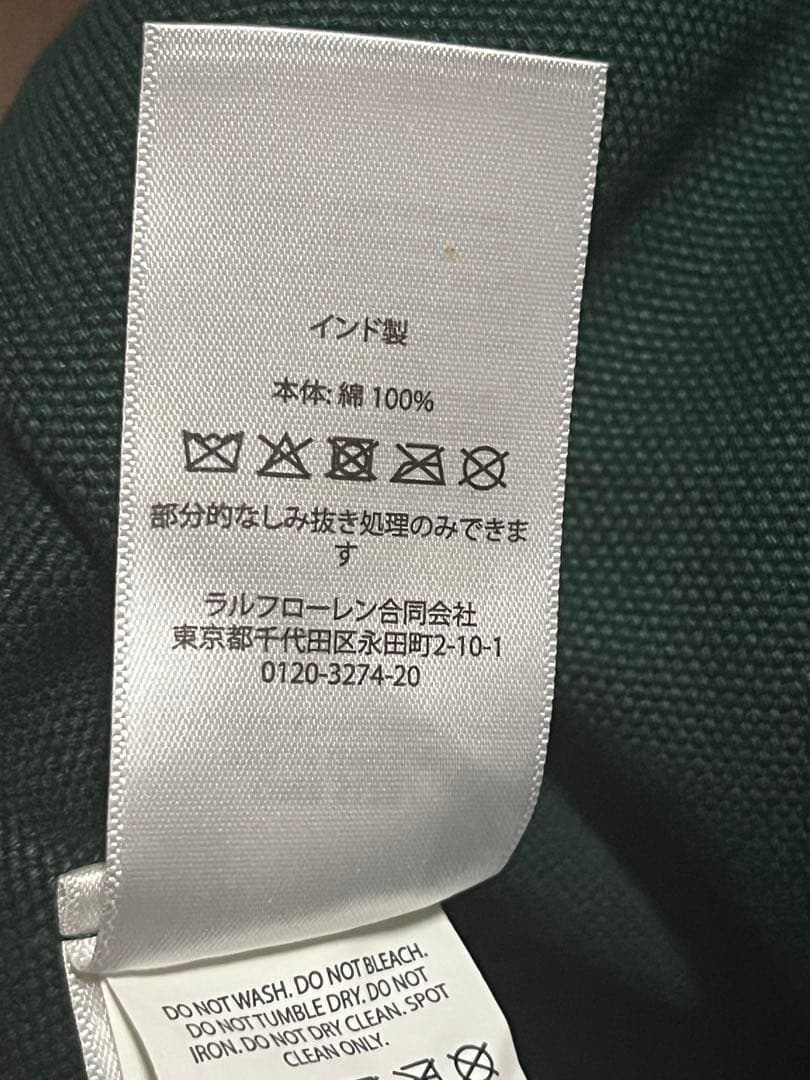 インド製
本体: 綿 100%
部分的なしみ抜き処理のみできま
す
ラルフローレン合同会社
東京都千代田区永田町2-10-1
0120-3274-20
DO NOT WASH. DO NOT BLEACH.
DO NOT TUMBLE DRY. DO NOT
IRON. DO NOT DRY CLEAN. SPOT
CLEAN ONLY.